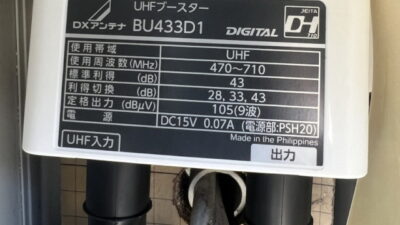 UHFブースター
DXアンテナ BU433D1 DIGITAL
JEITA
DH
使用帯域 UHF
使用周波数(MHz) 470～710
標準利得 (dB) 43
利得切換 (dB) 28, 33, 43
定格出力 (dBμV) 105(9波)
電源 DC15V 0.07A (電源部:PSH20)
Made in the Philippines
UHF入力
出力